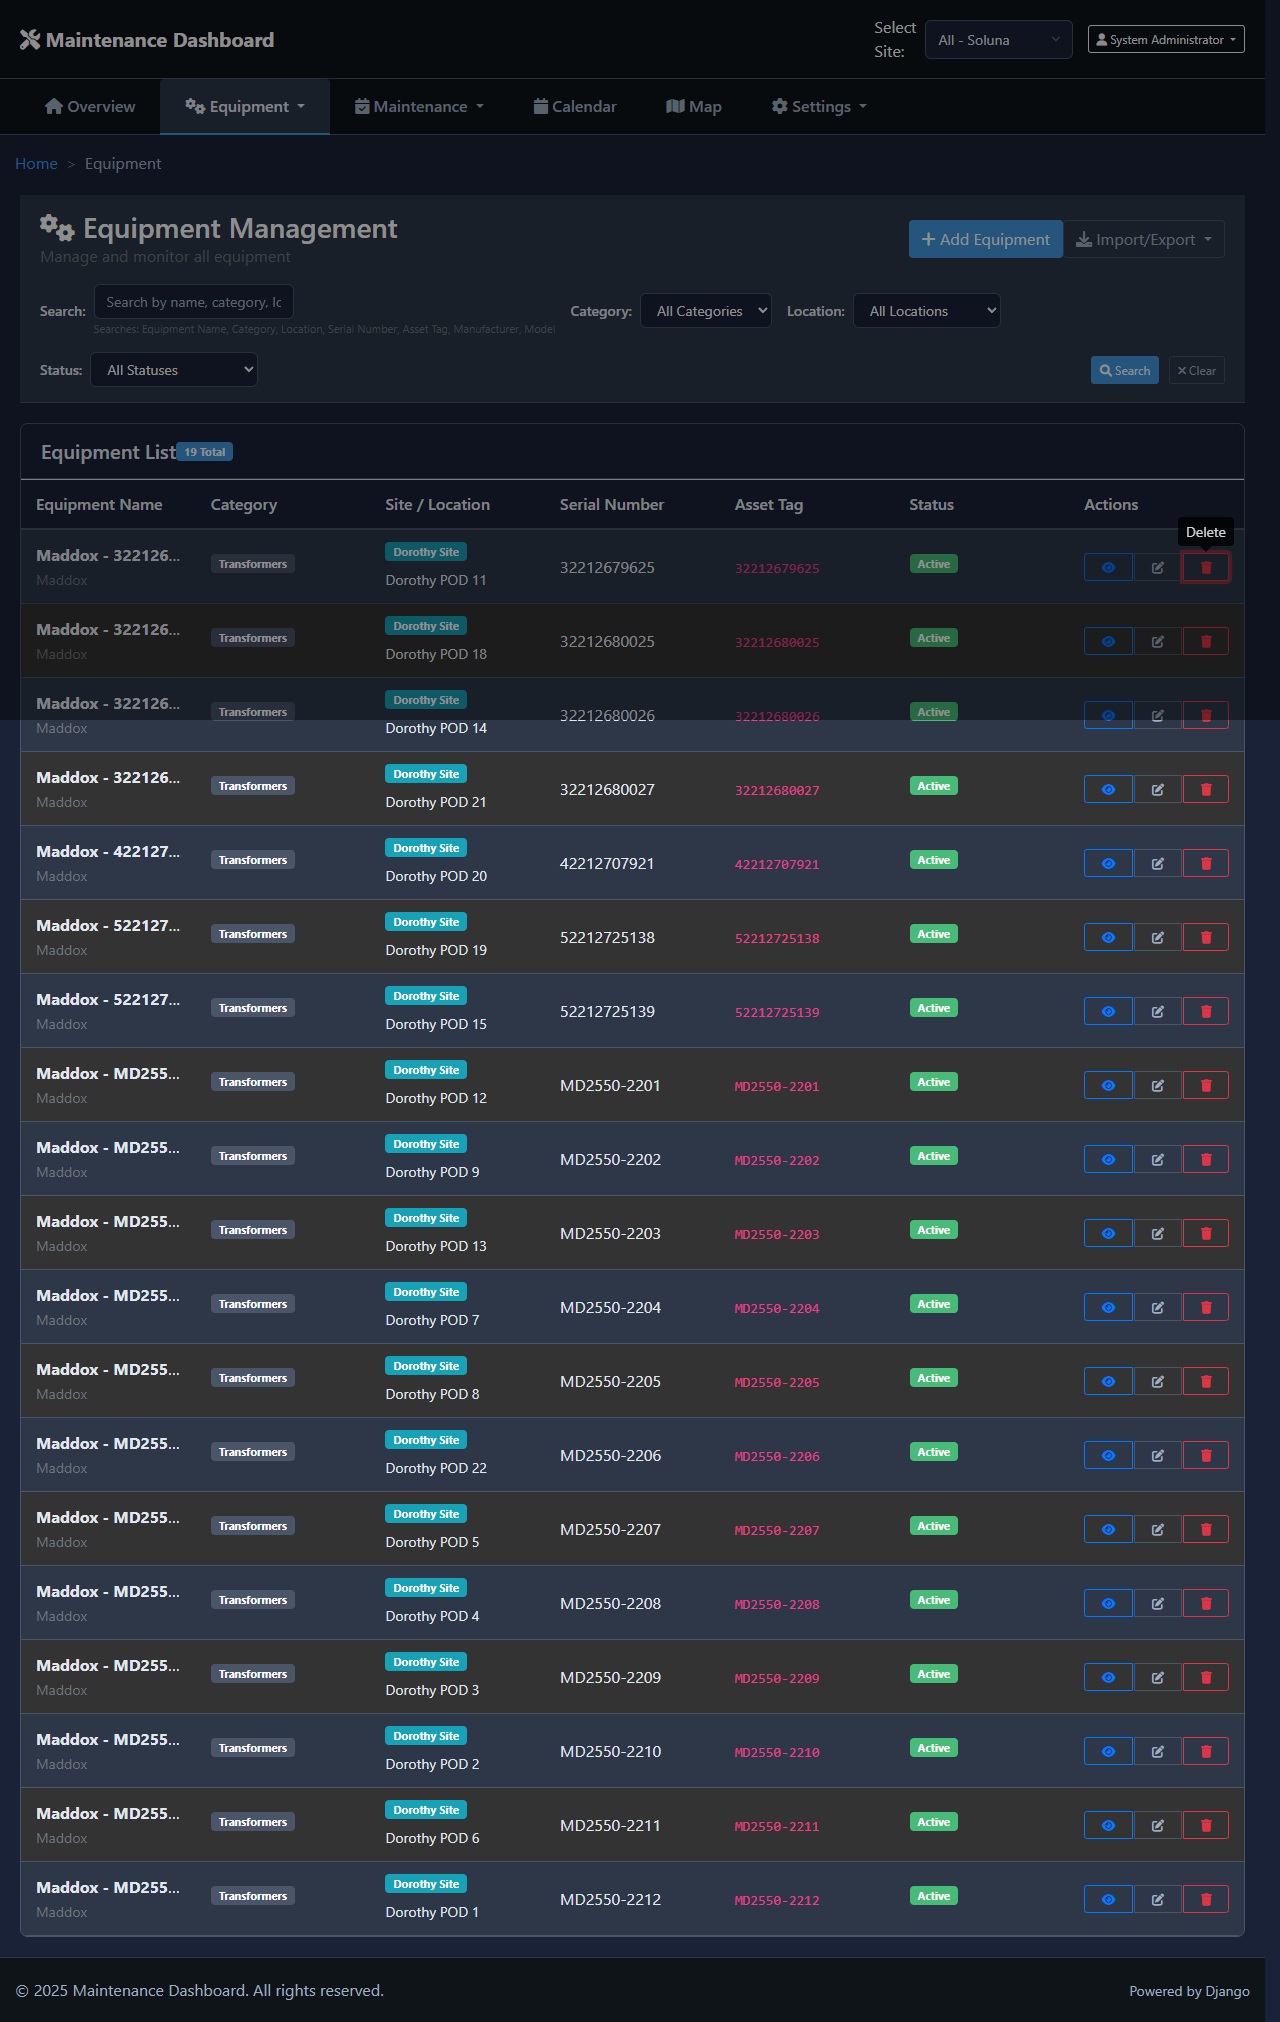 Maintenance Dashboard
Select Site:
All - Soluna
System Administrator
Overview
Equipment
Maintenance
Calendar
Map
Settings
Home > Equipment
Equipment Management
Manage and monitor all equipment
Add Equipment
Import/Export
Search:
Search by name, category, lc
Searches: Equipment Name, Category, Location, Serial Number, Asset Tag, Manufacturer, Model
Category:
All Categories
Location:
All Locations
Status:
All Statuses
Search
Clear
Equipment List 19 Total
Equipment Name Category Site / Location Serial Number Asset Tag Status Actions
Delete
Maddox - 322126... Transformers Dorothy Site 32212679625 32212679625 Active
Maddox Dorothy POD 11
Maddox - 322126... Transformers Dorothy Site 32212680025 32212680025 Active
Maddox Dorothy POD 18
Maddox - 322126... Transformers Dorothy Site 32212680026 32212680026 Active
Maddox Dorothy POD 14
Maddox - 322126... Transformers Dorothy Site 32212680027 32212680027 Active
Maddox Dorothy POD 21
Maddox - 422127... Transformers Dorothy Site 42212707921 42212707921 Active
Maddox Dorothy POD 20
Maddox - 522127... Transformers Dorothy Site 52212725138 52212725138 Active
Maddox Dorothy POD 19
Maddox - 522127... Transformers Dorothy Site 52212725139 52212725139 Active
Maddox Dorothy POD 15
Maddox - MD255... Transformers Dorothy Site MD2550-2201 MD2550-2201 Active
Maddox Dorothy POD 12
Maddox - MD255... Transformers Dorothy Site MD2550-2202 MD2550-2202 Active
Maddox Dorothy POD 9
Maddox - MD255... Transformers Dorothy Site MD2550-2203 MD2550-2203 Active
Maddox Dorothy POD 13
Maddox - MD255... Transformers Dorothy Site MD2550-2204 MD2550-2204 Active
Maddox Dorothy POD 7
Maddox - MD255... Transformers Dorothy Site MD2550-2205 MD2550-2205 Active
Maddox Dorothy POD 8
Maddox - MD255... Transformers Dorothy Site MD2550-2206 MD2550-2206 Active
Maddox Dorothy POD 22
Maddox - MD255... Transformers Dorothy Site MD2550-2207 MD2550-2207 Active
Maddox Dorothy POD 5
Maddox - MD255... Transformers Dorothy Site MD2550-2208 MD2550-2208 Active
Maddox Dorothy POD 4
Maddox - MD255... Transformers Dorothy Site MD2550-2209 MD2550-2209 Active
Maddox Dorothy POD 3
Maddox - MD255... Transformers Dorothy Site MD2550-2210 MD2550-2210 Active
Maddox Dorothy POD 2
Maddox - MD255... Transformers Dorothy Site MD2550-2211 MD2550-2211 Active
Maddox Dorothy POD 6
Maddox - MD255... Transformers Dorothy Site MD2550-2212 MD2550-2212 Active
Maddox Dorothy POD 1
© 2025 Maintenance Dashboard. All rights reserved.
Powered by Django